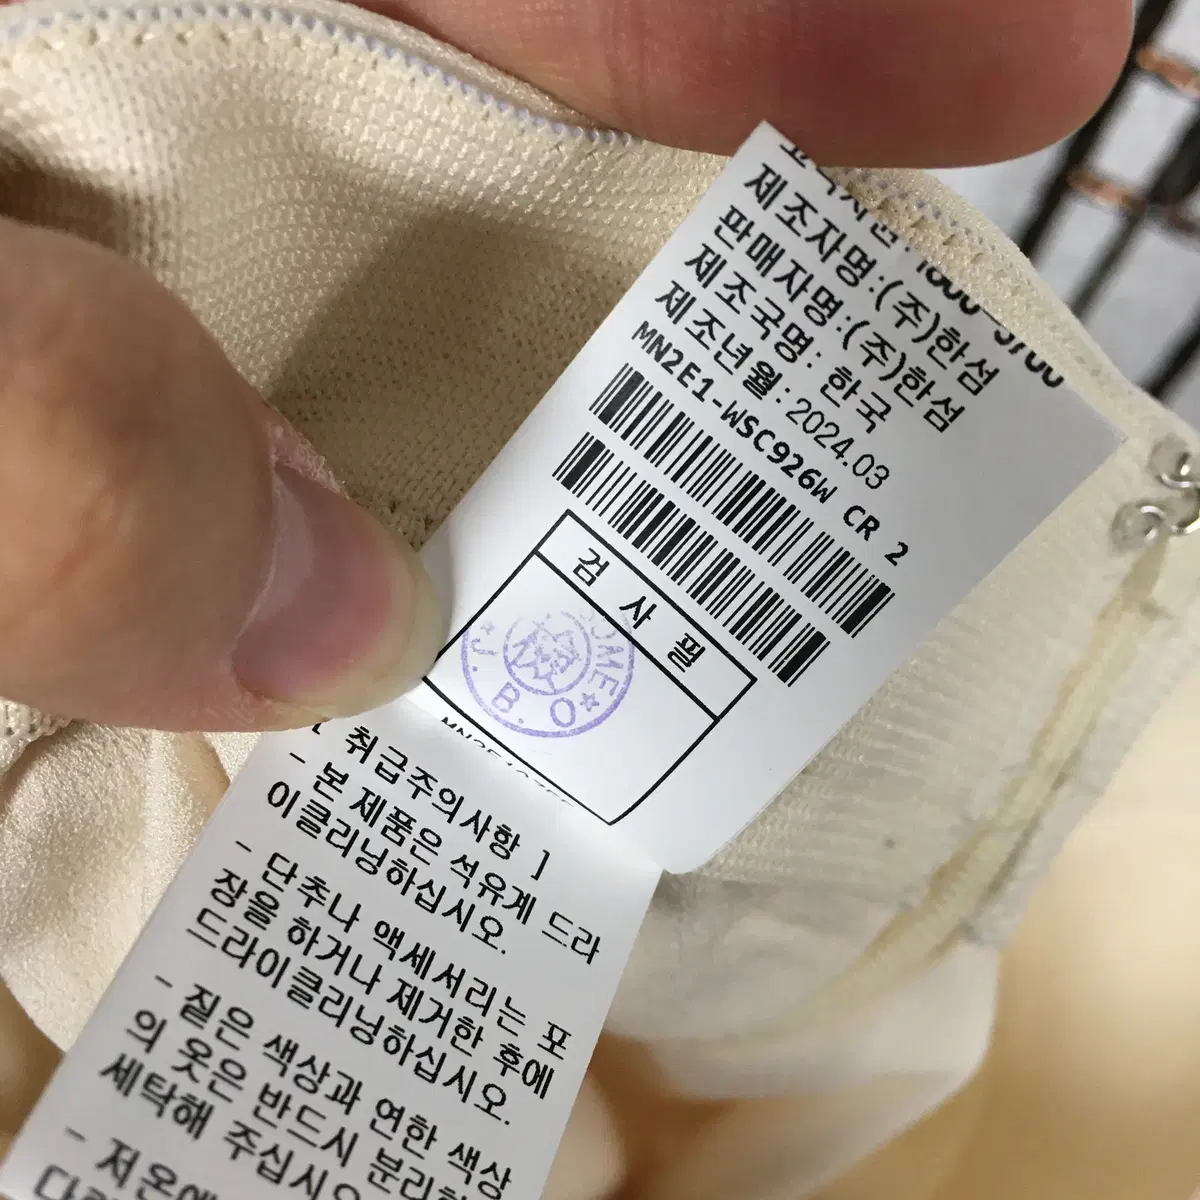 제조자명:(주)한섬
판매자명:(주)한섬
제조국명: 한국
제조년월:2024.03
MN2E1-WSC926W CR 2
검 사 필
J. B. O
[ 취급주의사항 ]
- 본 제품은 석유계 드라
이클리닝하십시오.
- 단추나 액세서리는 포
장을 하거나 제거한 후에
드라이클리닝하십시오.
- 짙은 색상과 연한 색상
의 옷은 반드시 분리하
세탁해 주십시오
- 저온에